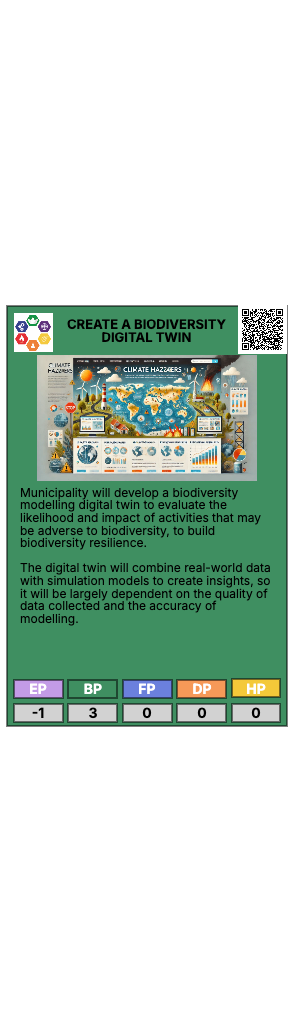 CREATE A BIODIVERSITY
DIGITAL TWIN
CLIMATE HAZZ4ERS
STOP
Municipality will develop a biodiversity
modelling digital twin to evaluate the
likelihood and impact of activities that may
be adverse to biodiversity, to build
biodiversity resilience.
The digital twin will combine real-world data
with simulation models to create insights, so
it will be largely dependent on the quality of
data collected and the accuracy of
modelling.
EP BP FP DP HP
-1 3 0 0 0